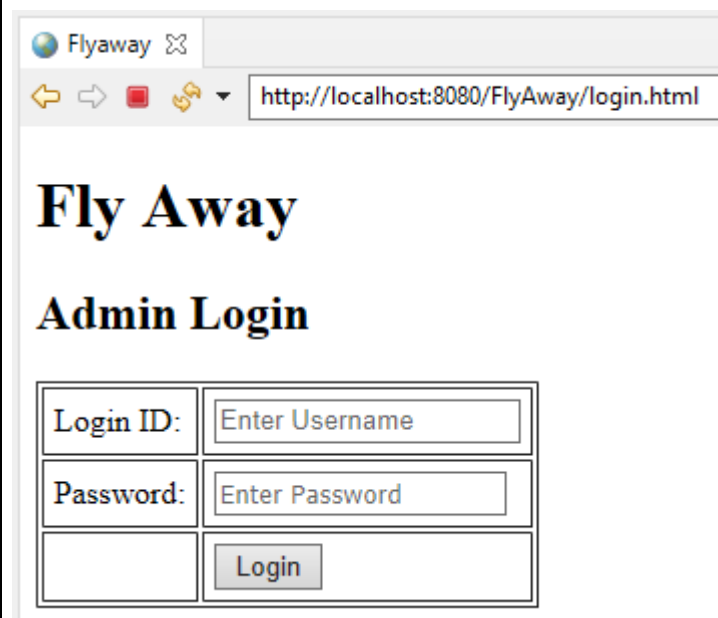 Flyaway
http://localhost:8080/FlyAway/login.html
Fly Away
Admin Login
Login ID: Enter Username
Password: Enter Password
Login